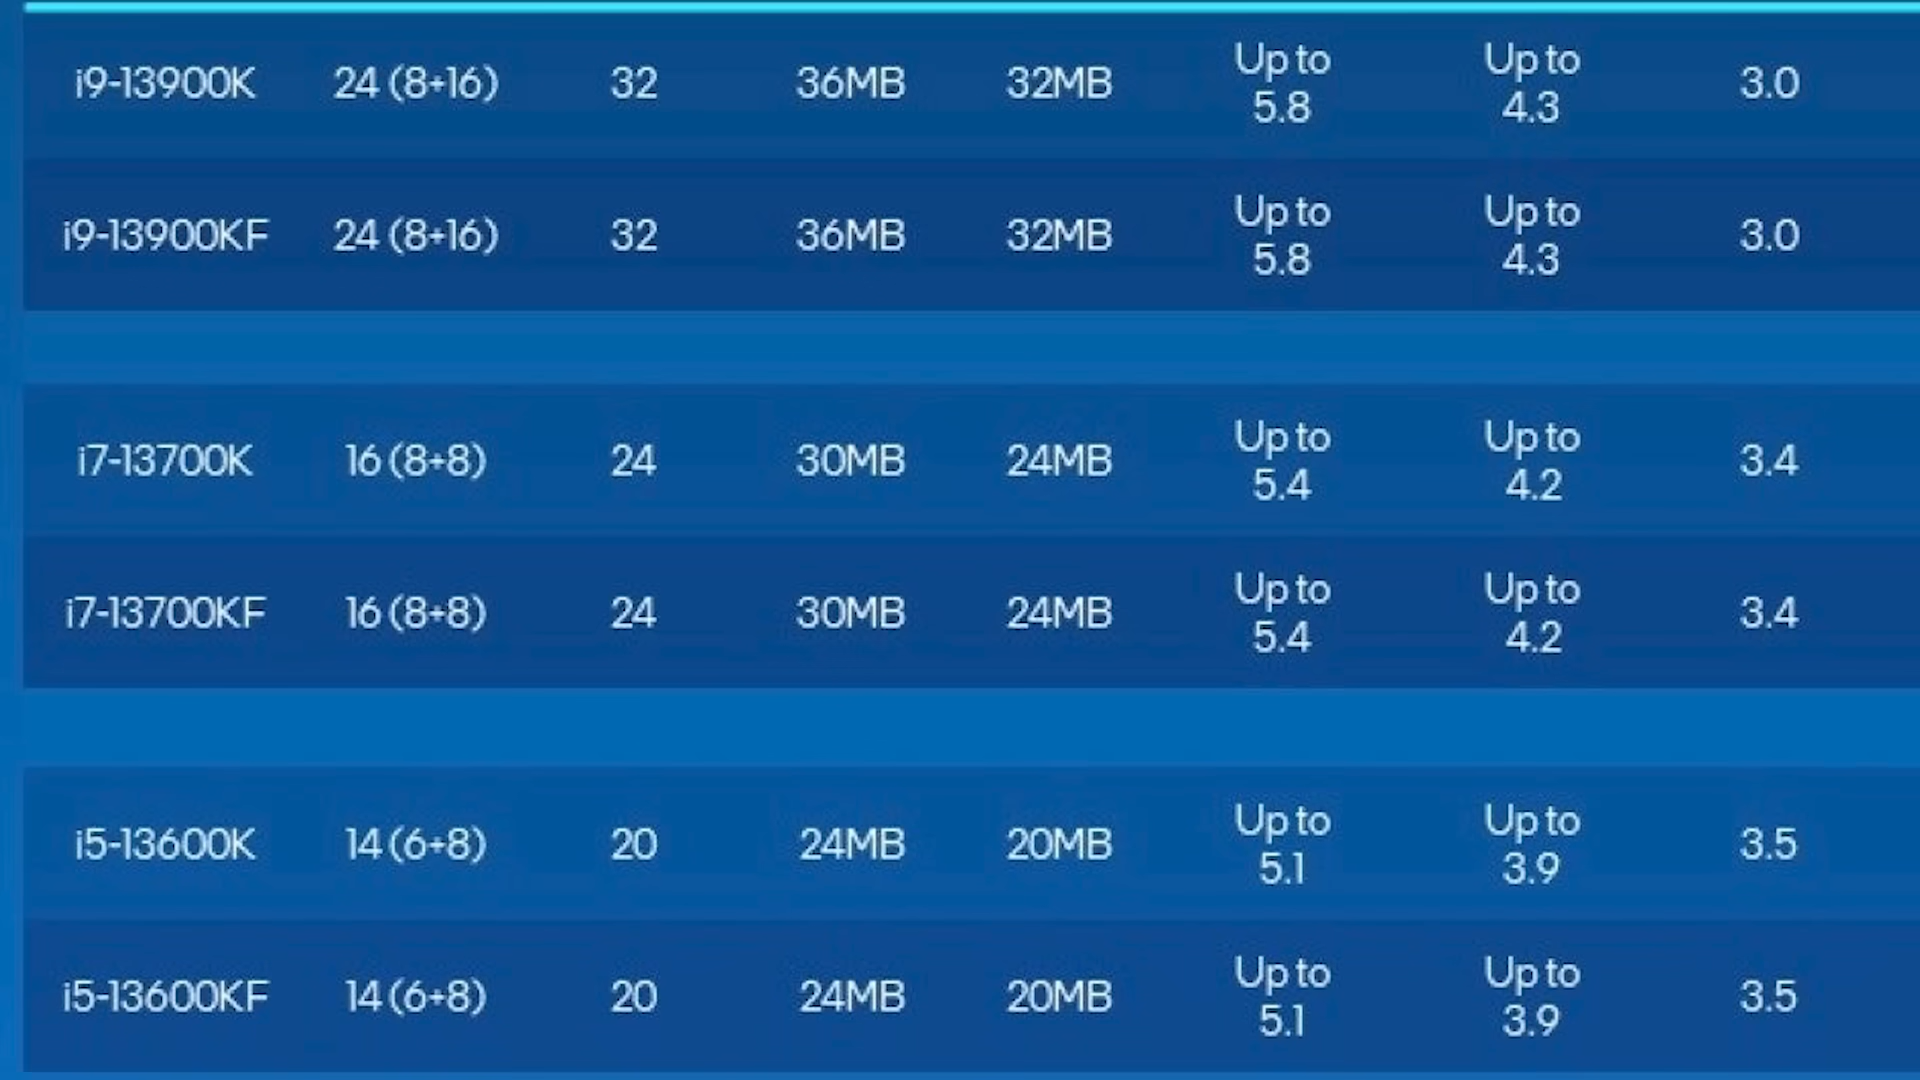 i9-13900K 24 (8+16) 32 36MB 32MB Up to 5.8 Up to 4.3 3.0
i9-13900KF 24 (8+16) 32 36MB 32MB Up to 5.8 Up to 4.3 3.0
i7-13700K 16 (8+8) 24 30MB 24MB Up to 5.4 Up to 4.2 3.4
i7-13700KF 16 (8+8) 24 30MB 24MB Up to 5.4 Up to 4.2 3.4
i5-13600K 14 (6+8) 20 24MB 20MB Up to 5.1 Up to 3.9 3.5
i5-13600KF 14 (6+8) 20 24MB 20MB Up to 5.1 Up to 3.9 3.5